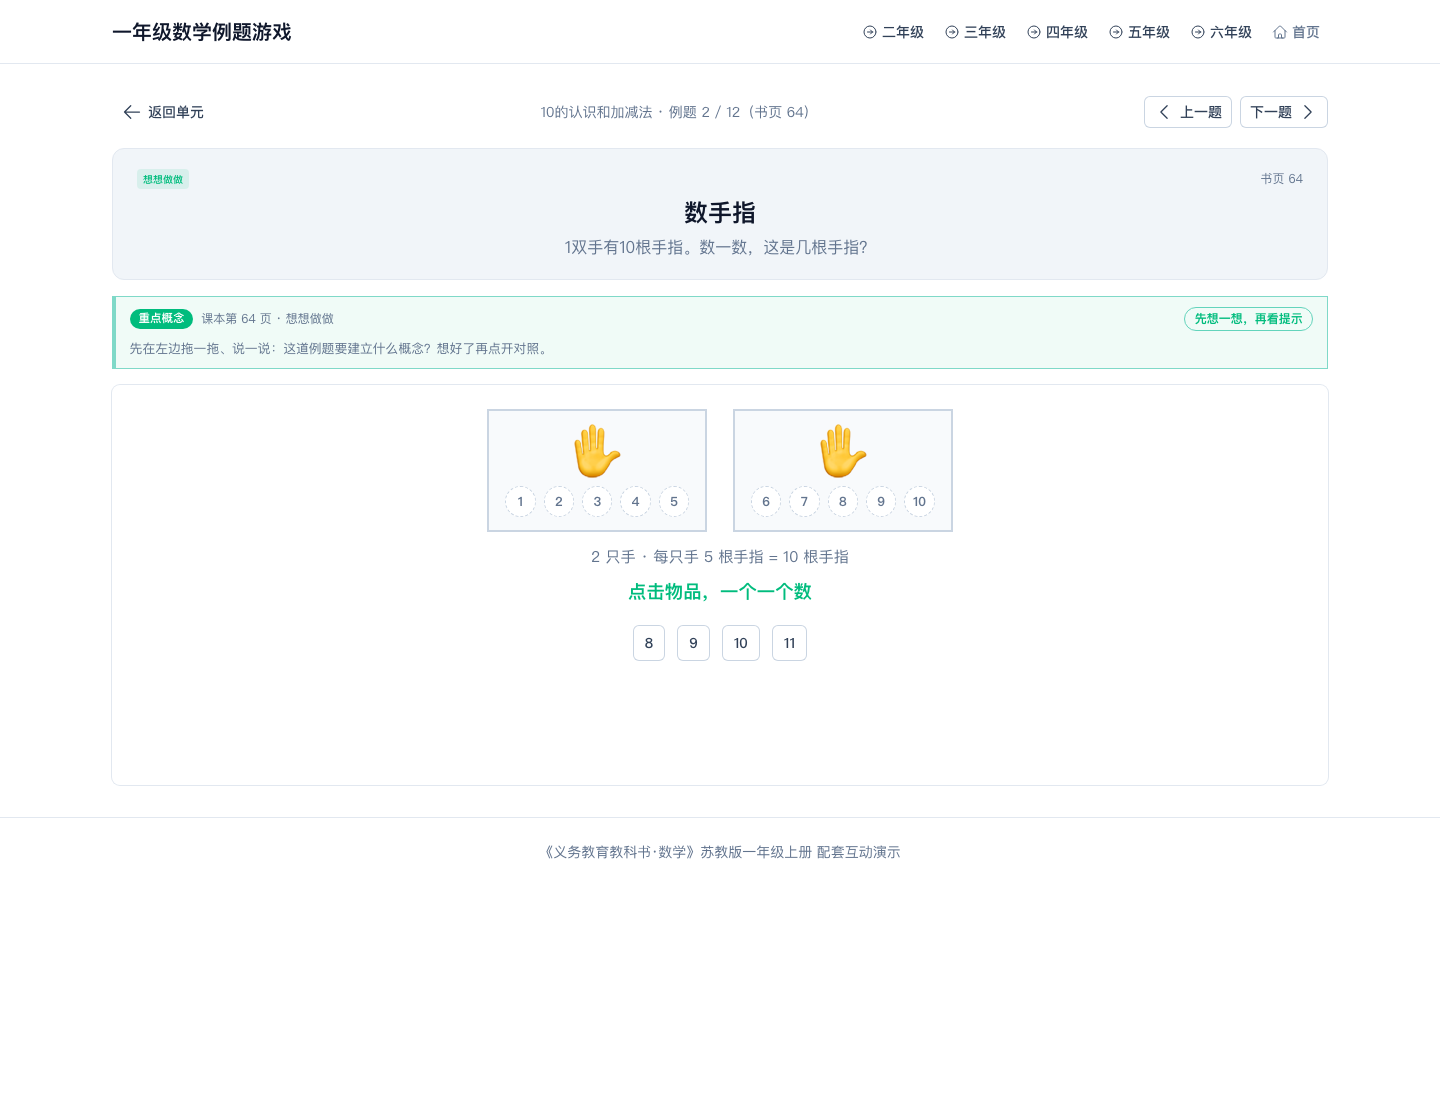 一年级数学例题游戏
二年级 三年级 四年级 五年级 六年级 首页
返回单元
10的认识和加减法 · 例题 2 / 12（书页 64）
上一题 下一题
想想做做
书页 64
数手指
1双手有10根手指。数一数，这是几根手指？
重点概念 课本第 64 页 · 想想做做
先想一想，再看提示
先在左边拖一拖、说一说：这道例题要建立什么概念？想好了再点开对照。
1 2 3 4 5
6 7 8 9 10
2 只手 · 每只手 5 根手指 = 10 根手指
点击物品，一个一个数
8 9 10 11
《义务教育教科书·数学》苏教版一年级上册 配套互动演示